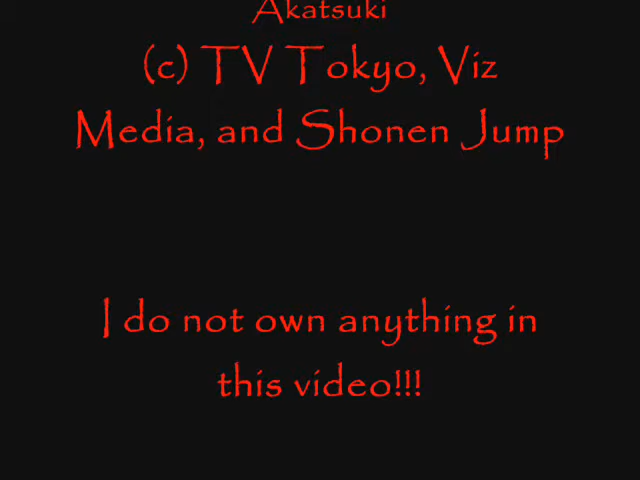 Akatsuki
(c) TV Tokyo, Viz
Media, and Shonen Jump
I do not own anything in
this video!!!